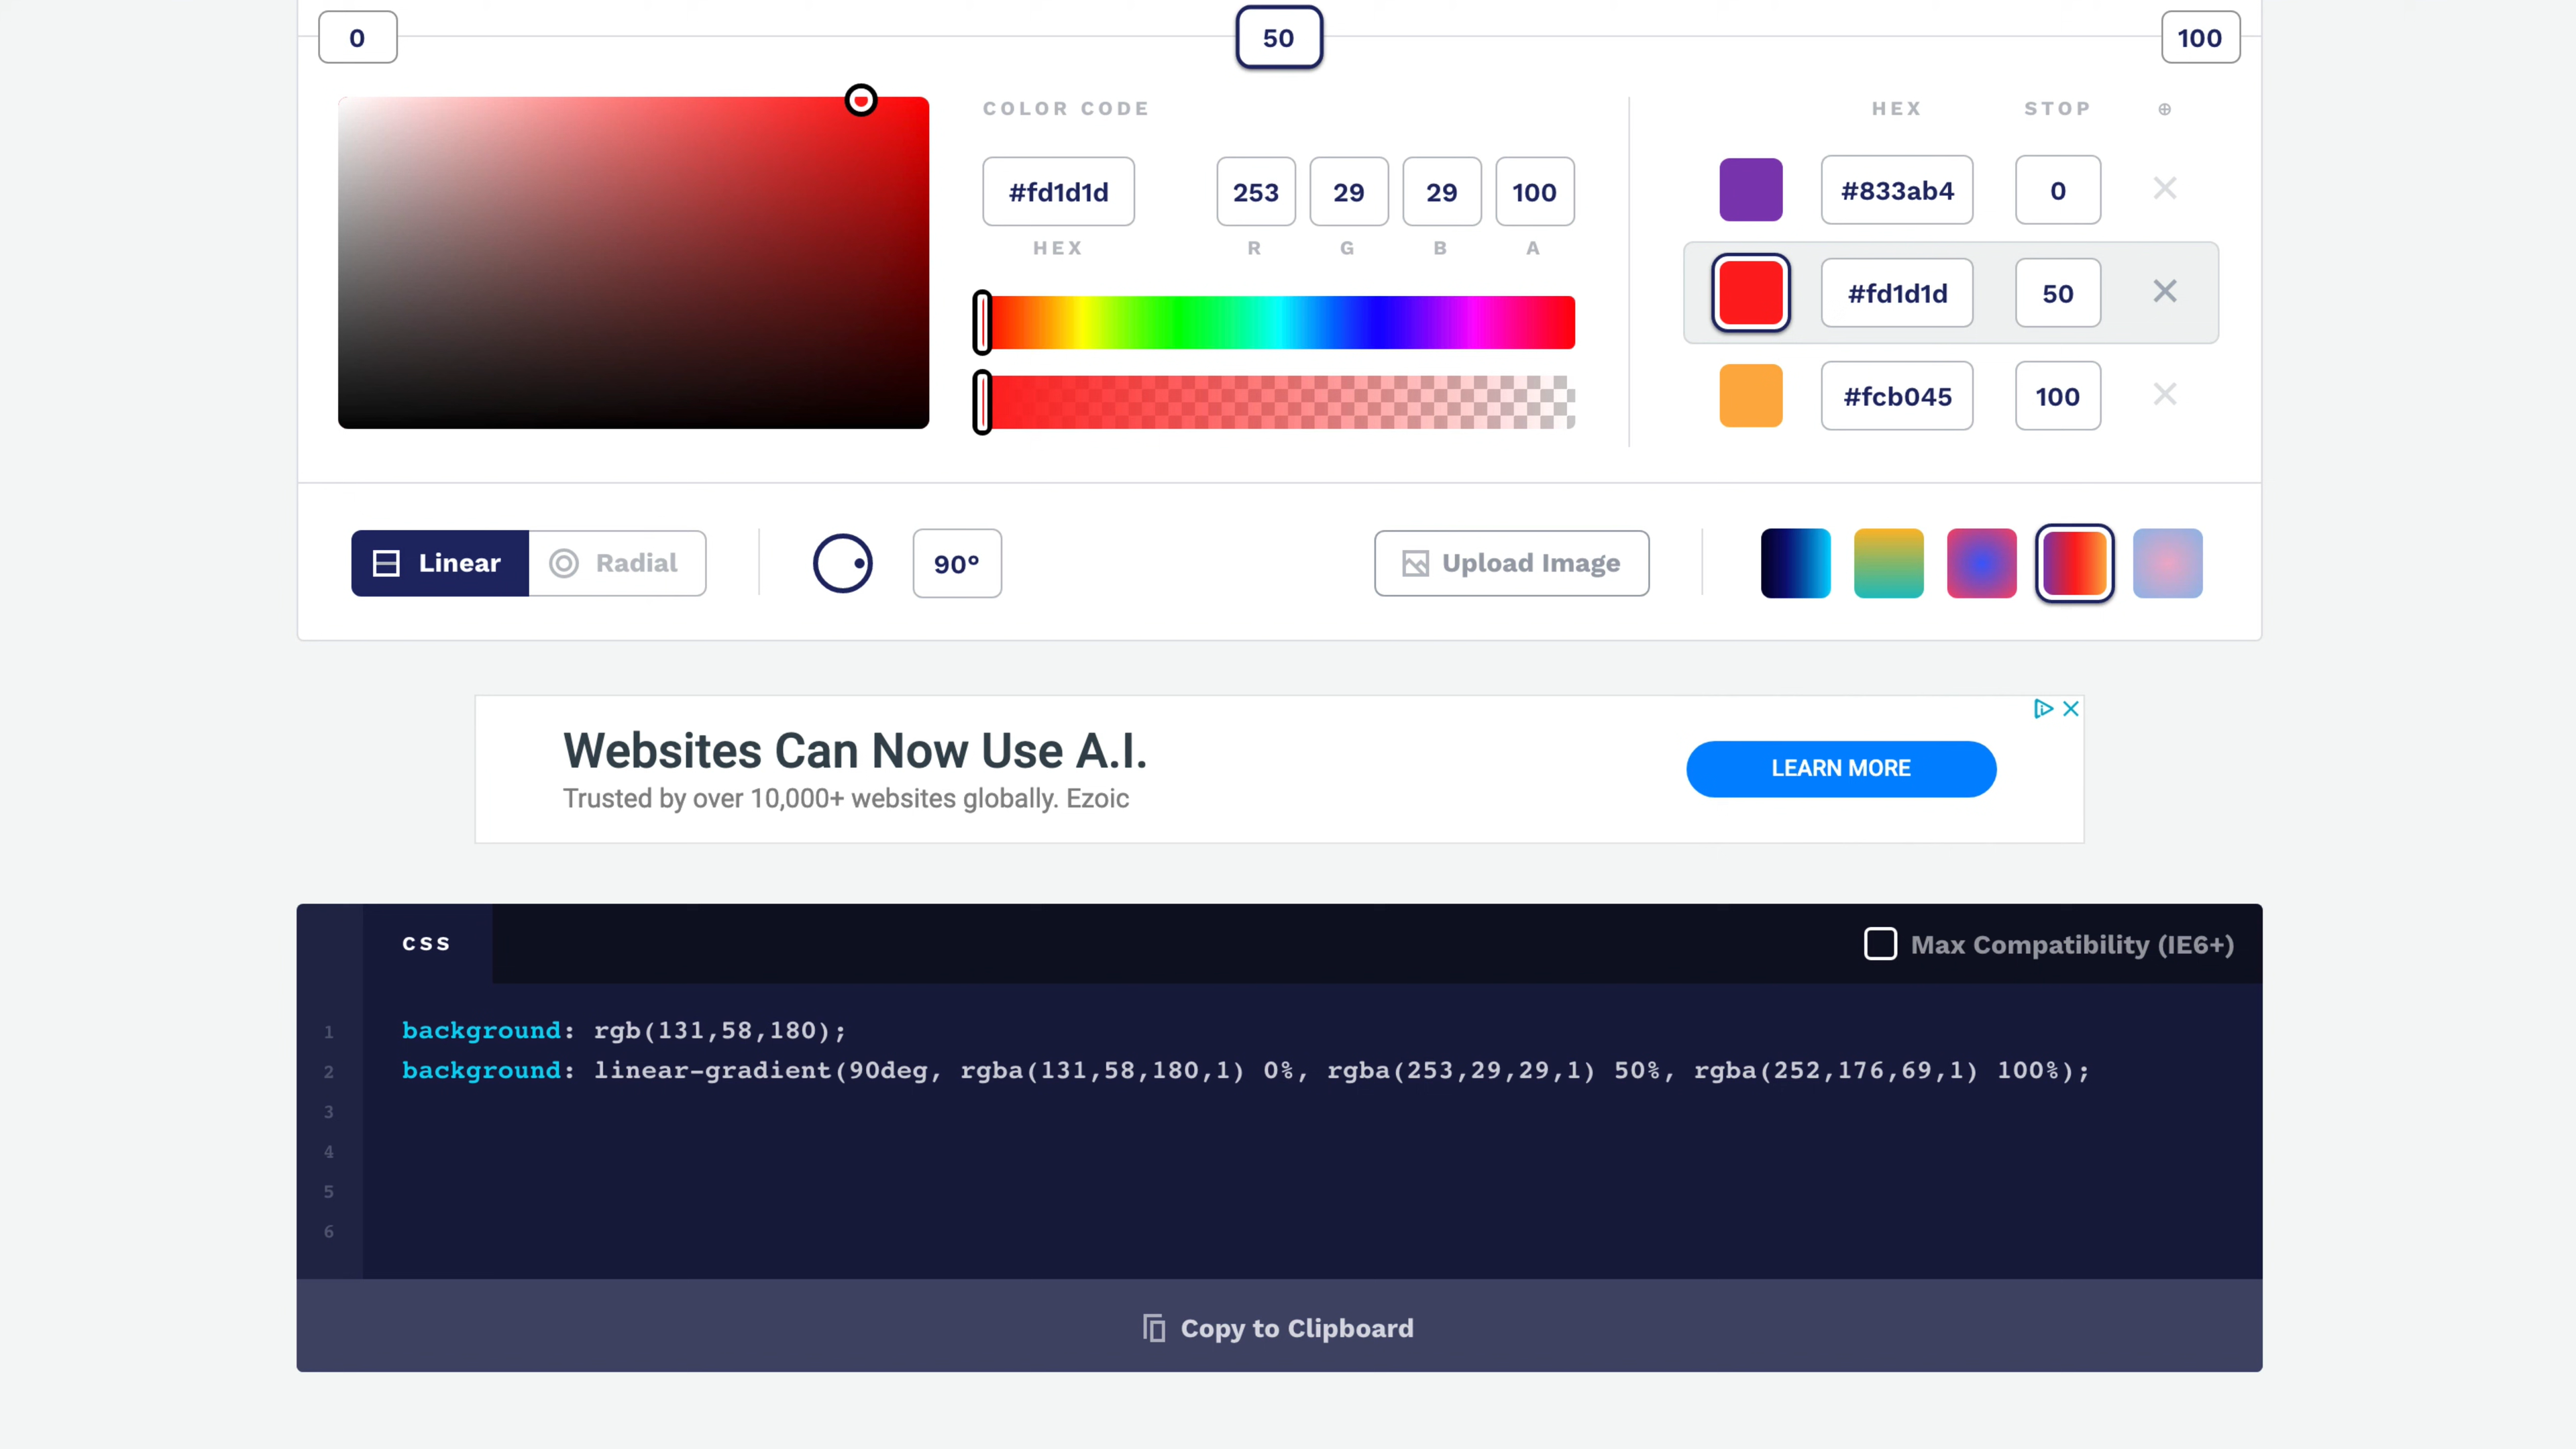 0 50 100
COLOR CODE HEX STOP ⊕
#fd1d1d 253 29 29 100 #833ab4 0
HEX R G B A
#fd1d1d 50
#fcb045 100
Linear Radial 90° Upload Image
Websites Can Now Use A.I.
Trusted by over 10,000+ websites globally. Ezoic
LEARN MORE
CSS Max Compatibility (IE6+)
1 background: rgb(131,58,180);
2 background: linear-gradient(90deg, rgba(131,58,180,1) 0%, rgba(253,29,29,1) 50%, rgba(252,176,69,1) 100%);
3
4
5
6
Copy to Clipboard